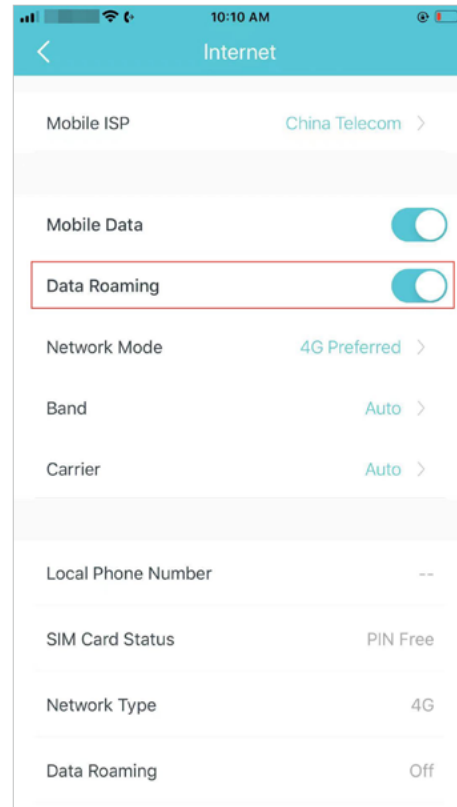 10:10 AM
Internet
Mobile ISP China Telecom
Mobile Data
Data Roaming
Network Mode 4G Preferred
Band Auto
Carrier Auto
Local Phone Number --
SIM Card Status PIN Free
Network Type 4G
Data Roaming Off